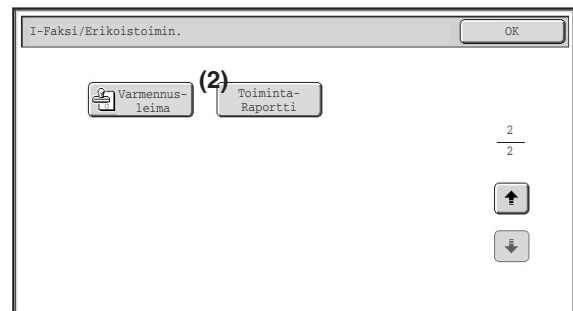 I-Faksi/Erikoistoimin.
OK
Varmennus-
leima
(2)
Toiminta-
Raportti
2
2